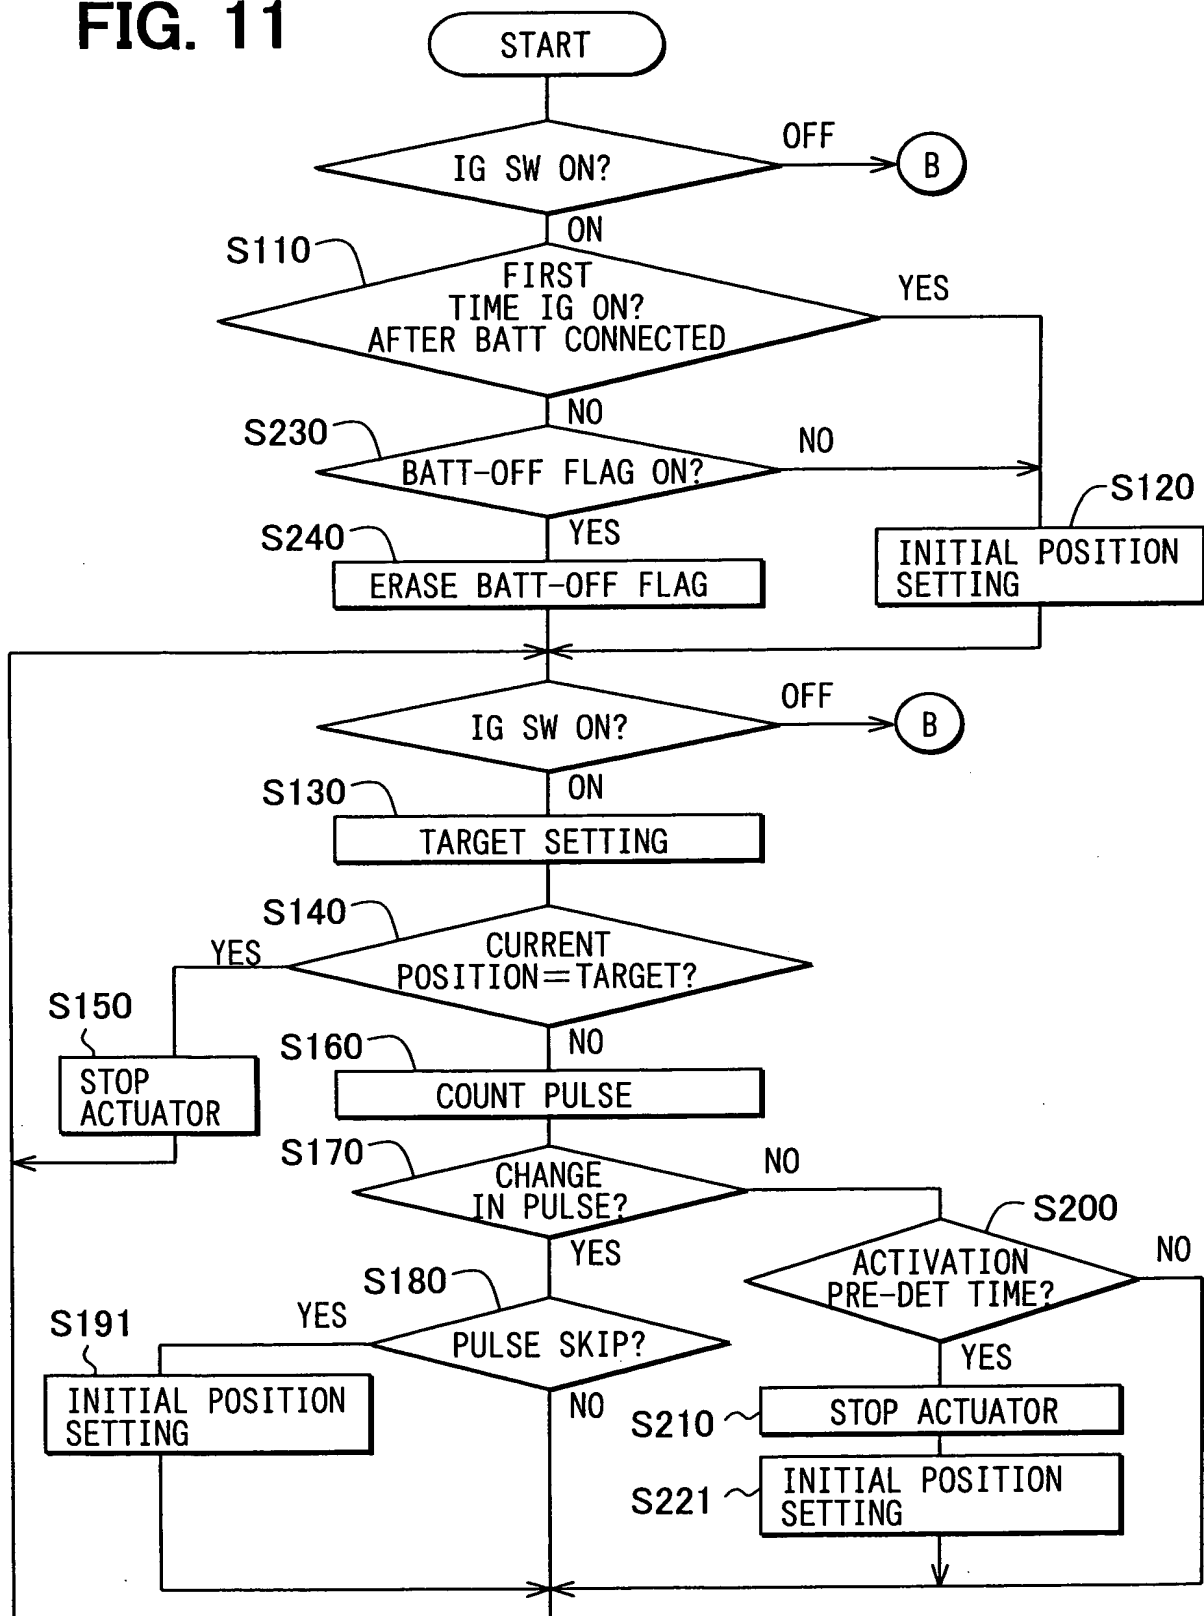 FIG. 11
START
IG SW ON?
OFF
B
ON
S110
FIRST
TIME IG ON?
AFTER BATT CONNECTED
YES
NO
S230
BATT-OFF FLAG ON?
NO
S120
INITIAL POSITION
SETTING
YES
S240
ERASE BATT-OFF FLAG
IG SW ON?
OFF
B
ON
S130
TARGET SETTING
S140
CURRENT
POSITION=TARGET?
YES
S150
STOP
ACTUATOR
NO
S160
COUNT PULSE
S170
CHANGE
IN PULSE?
NO
S200
ACTIVATION
PRE-DET TIME?
NO
YES
S180
PULSE SKIP?
YES
S191
INITIAL POSITION
SETTING
NO
YES
S210
STOP ACTUATOR
S221
INITIAL POSITION
SETTING